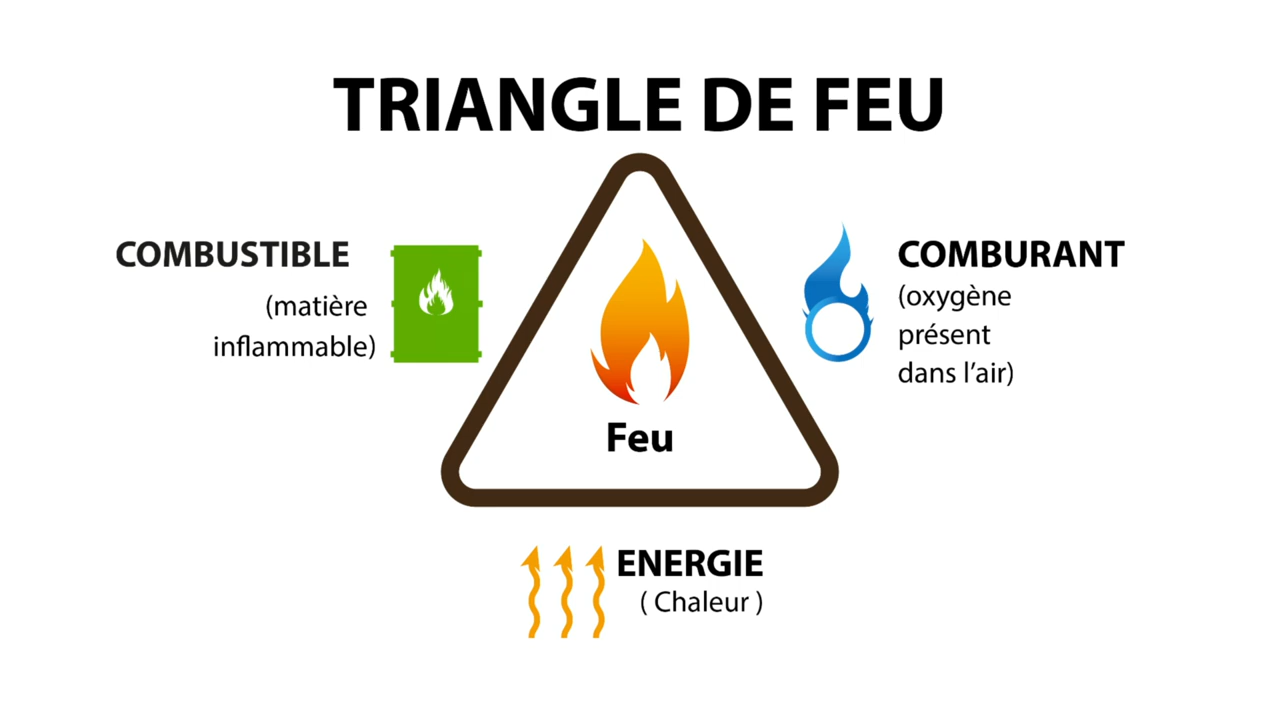 TRIANGLE DE FEU
COMBUSTIBLE
(matière
inflammable)
COMBURANT
(oxygène
présent
dans l'air)
Feu
ENERGIE
( Chaleur )